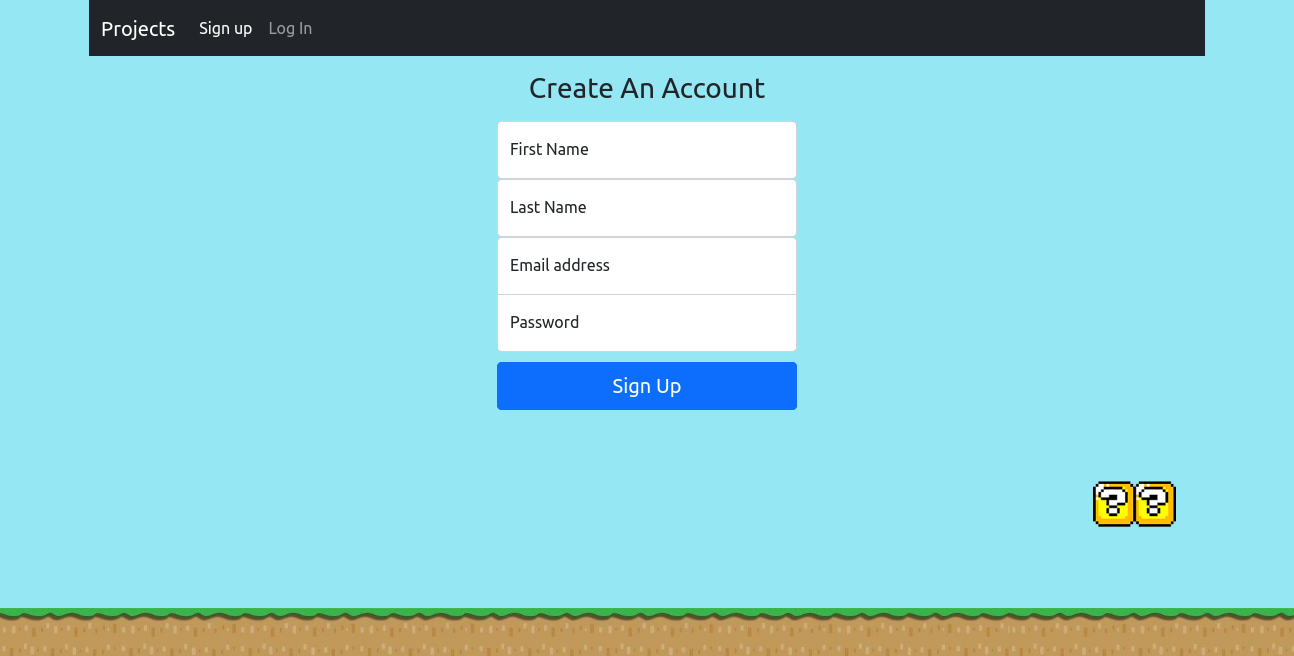 Projects Sign up Log In
Create An Account
First Name
Last Name
Email address
Password
Sign Up
? ?